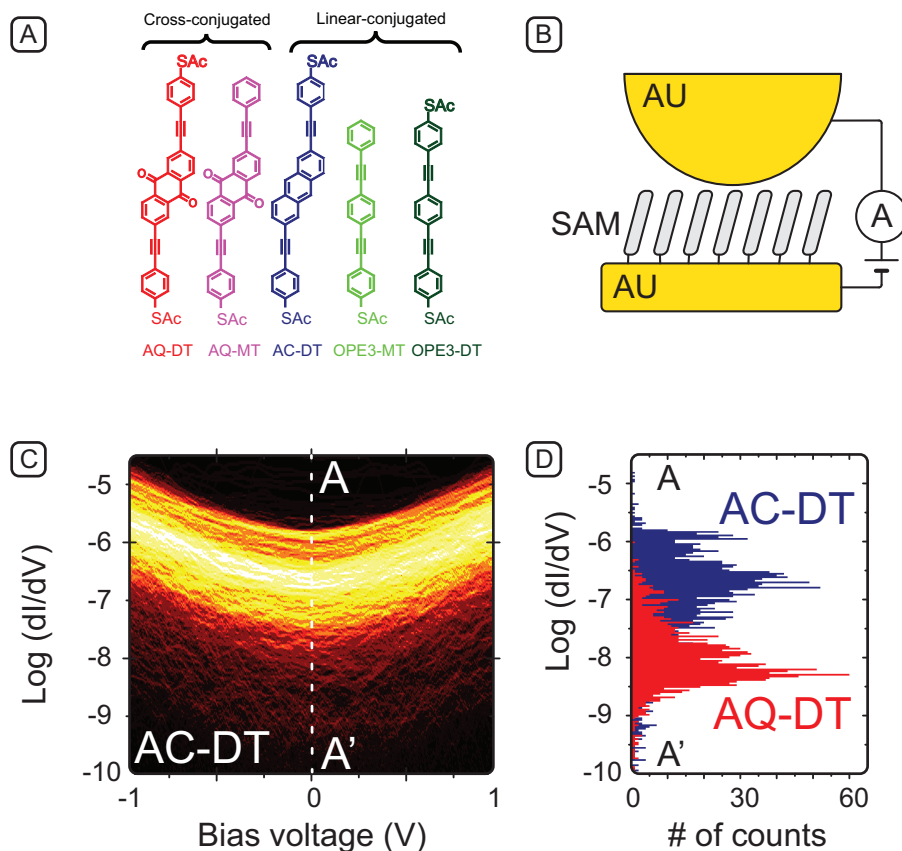 A
Cross-conjugated
Linear-conjugated
SAc
SAc
SAc
O
O
O
O
SAc
SAc
SAc
SAc
SAc
AQ-DT
AQ-MT
AC-DT
OPE3-MT
OPE3-DT
B
AU
SAM
A
AU
C
Log (dI/dV)
-5
-6
-7
-8
-9
-10
A
A'
AC-DT
-1
0
1
Bias voltage (V)
D
Log (dI/dV)
-5
-6
-7
-8
-9
-10
A
AC-DT
AQ-DT
A'
0
30
60
# of counts